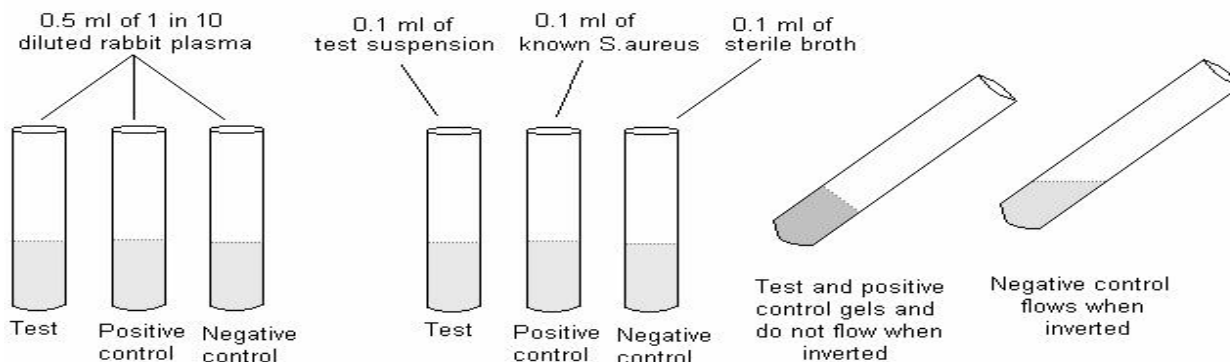 0.5 ml of 1 in 10
diluted rabbit plasma
0.1 ml of
test suspension
0.1 ml of
known S.aureus
0.1 ml of
sterile broth
Test
Positive
control
Negative
control
Test
Positive
control
Negative
control
Test and positive
control gels and
do not flow when
inverted
Negative control
flows when
inverted